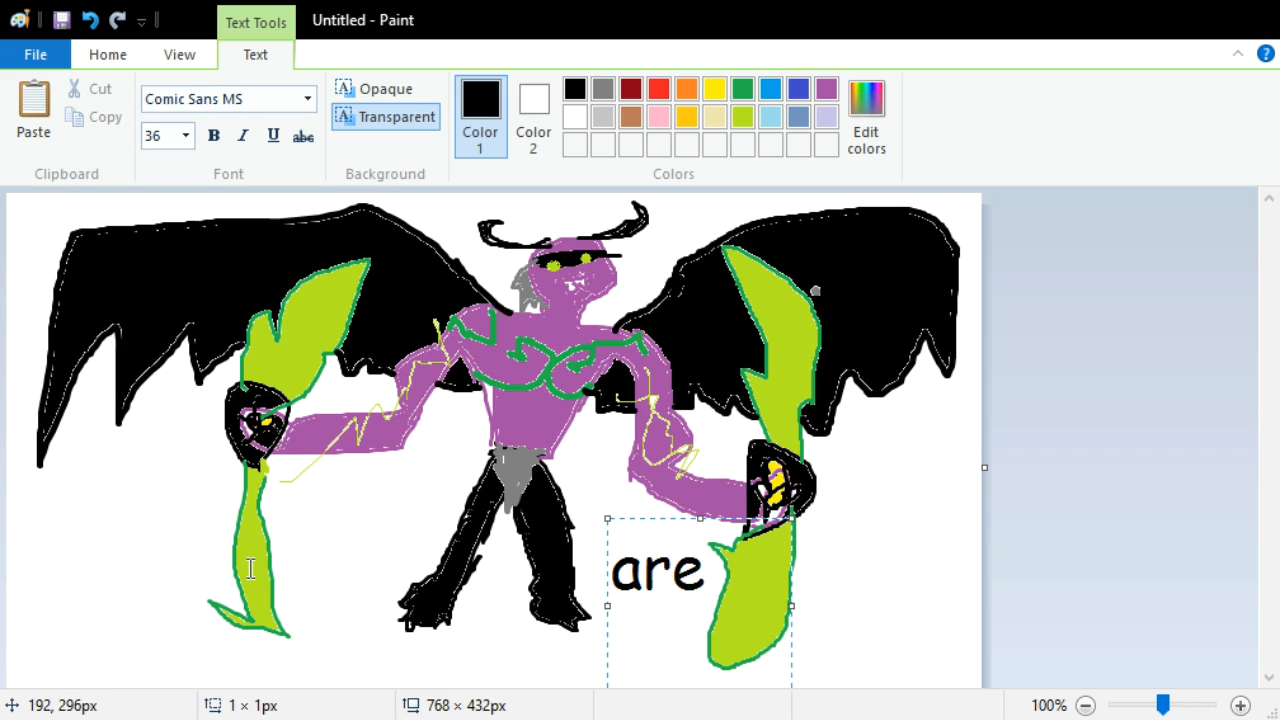 Text Tools
Untitled - Paint
File
Home
View
Text
Paste
Cut
Copy
Clipboard
Comic Sans MS
36
B I U abc
Font
Opaque
Transparent
Background
Color 1
Color 2
Edit colors
Colors
are
192, 296px
1 × 1px
768 × 432px
100%